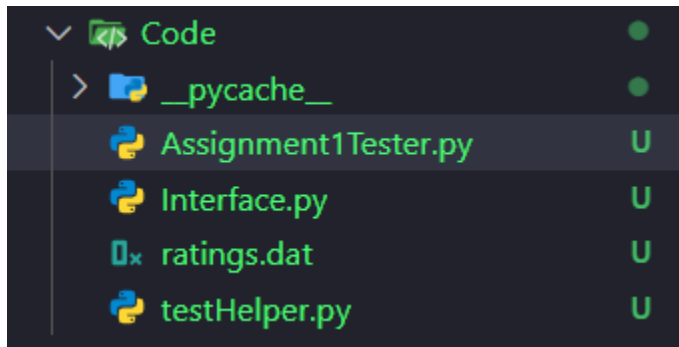 Code
__pycache__
Assignment1Tester.py U
Interface.py U
ratings.dat U
testHelper.py U